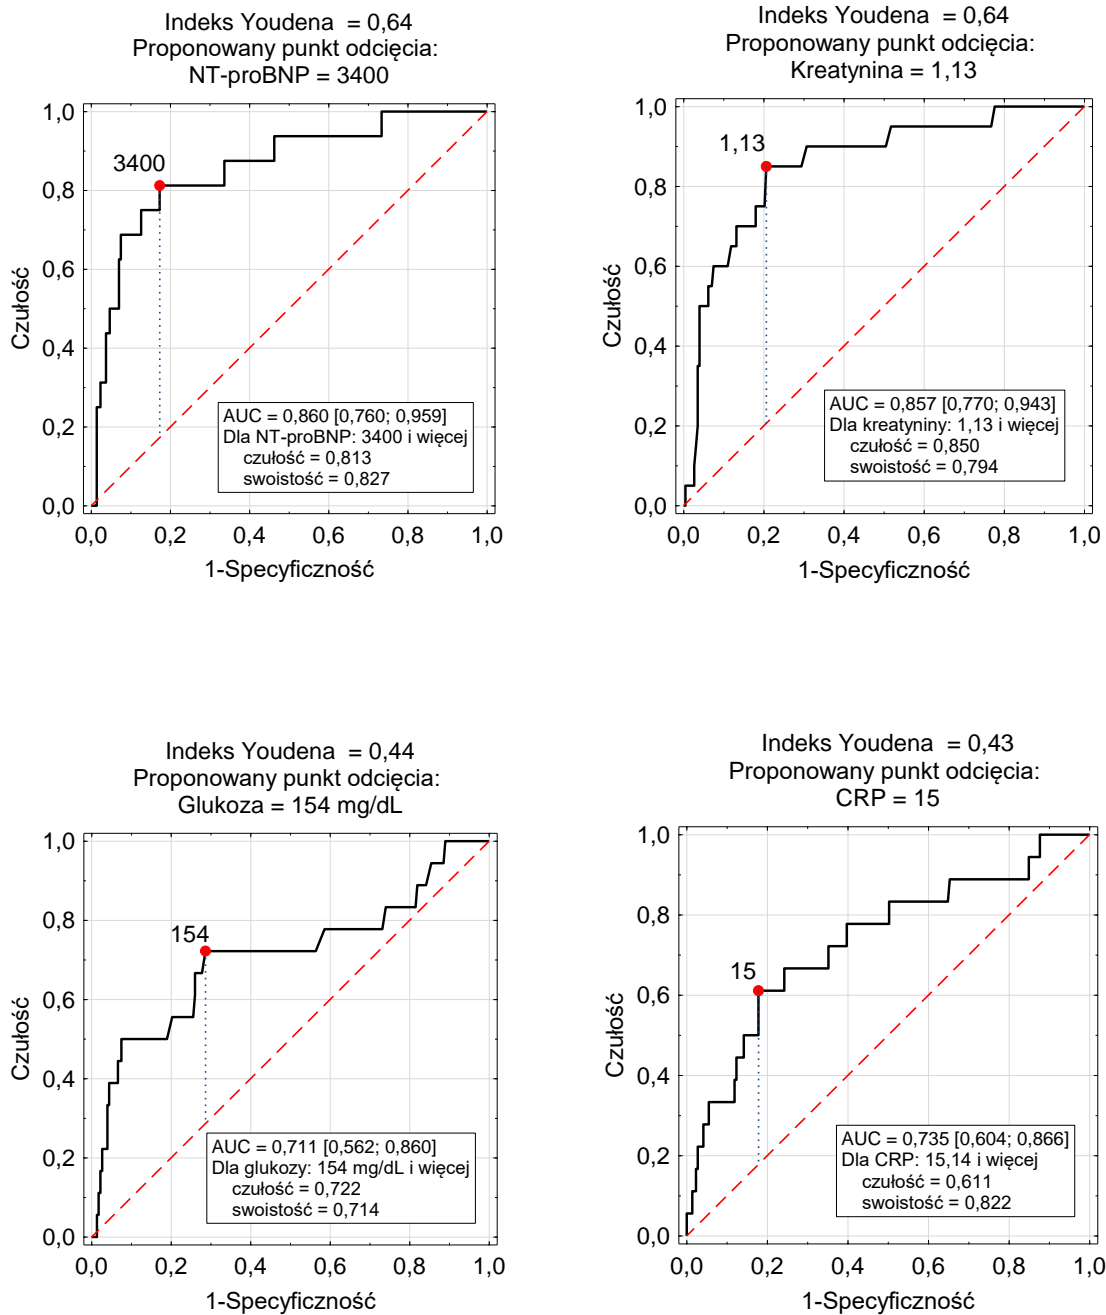 Indeks Youdena = 0,64
Proponowany punkt odcięcia:
NT-proBNP = 3400
1,0
0,8
0,6
0,4
0,2
0,0
Czułość
3400
AUC = 0,860 [0,760; 0,959]
Dla NT-proBNP: 3400 i więcej
czułość = 0,813
swoistość = 0,827
0,0 0,2 0,4 0,6 0,8 1,0
1-Specyficzność
Indeks Youdena = 0,64
Proponowany punkt odcięcia:
Kreatynina = 1,13
1,0
0,8
0,6
0,4
0,2
0,0
Czułość
1,13
AUC = 0,857 [0,770; 0,943]
Dla kreatyniny: 1,13 i więcej
czułość = 0,850
swoistość = 0,794
0,0 0,2 0,4 0,6 0,8 1,0
1-Specyficzność
Indeks Youdena = 0,44
Proponowany punkt odcięcia:
Glukoza = 154 mg/dL
1,0
0,8
0,6
0,4
0,2
0,0
Czułość
154
AUC = 0,711 [0,562; 0,860]
Dla glukozy: 154 mg/dL i więcej
czułość = 0,722
swoistość = 0,714
0,0 0,2 0,4 0,6 0,8 1,0
1-Specyficzność
Indeks Youdena = 0,43
Proponowany punkt odcięcia:
CRP = 15
1,0
0,8
0,6
0,4
0,2
0,0
Czułość
15
AUC = 0,735 [0,604; 0,866]
Dla CRP: 15,14 i więcej
czułość = 0,611
swoistość = 0,822
0,0 0,2 0,4 0,6 0,8 1,0
1-Specyficzność